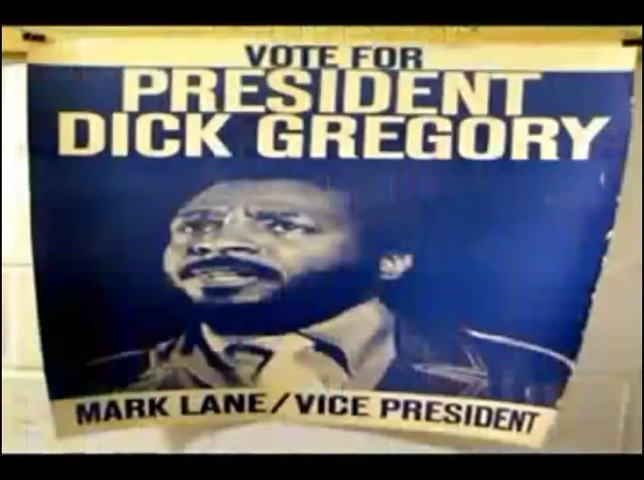 VOTE FOR
PRESIDENT
DICK GREGORY
MARK LANE/VICE PRESIDENT